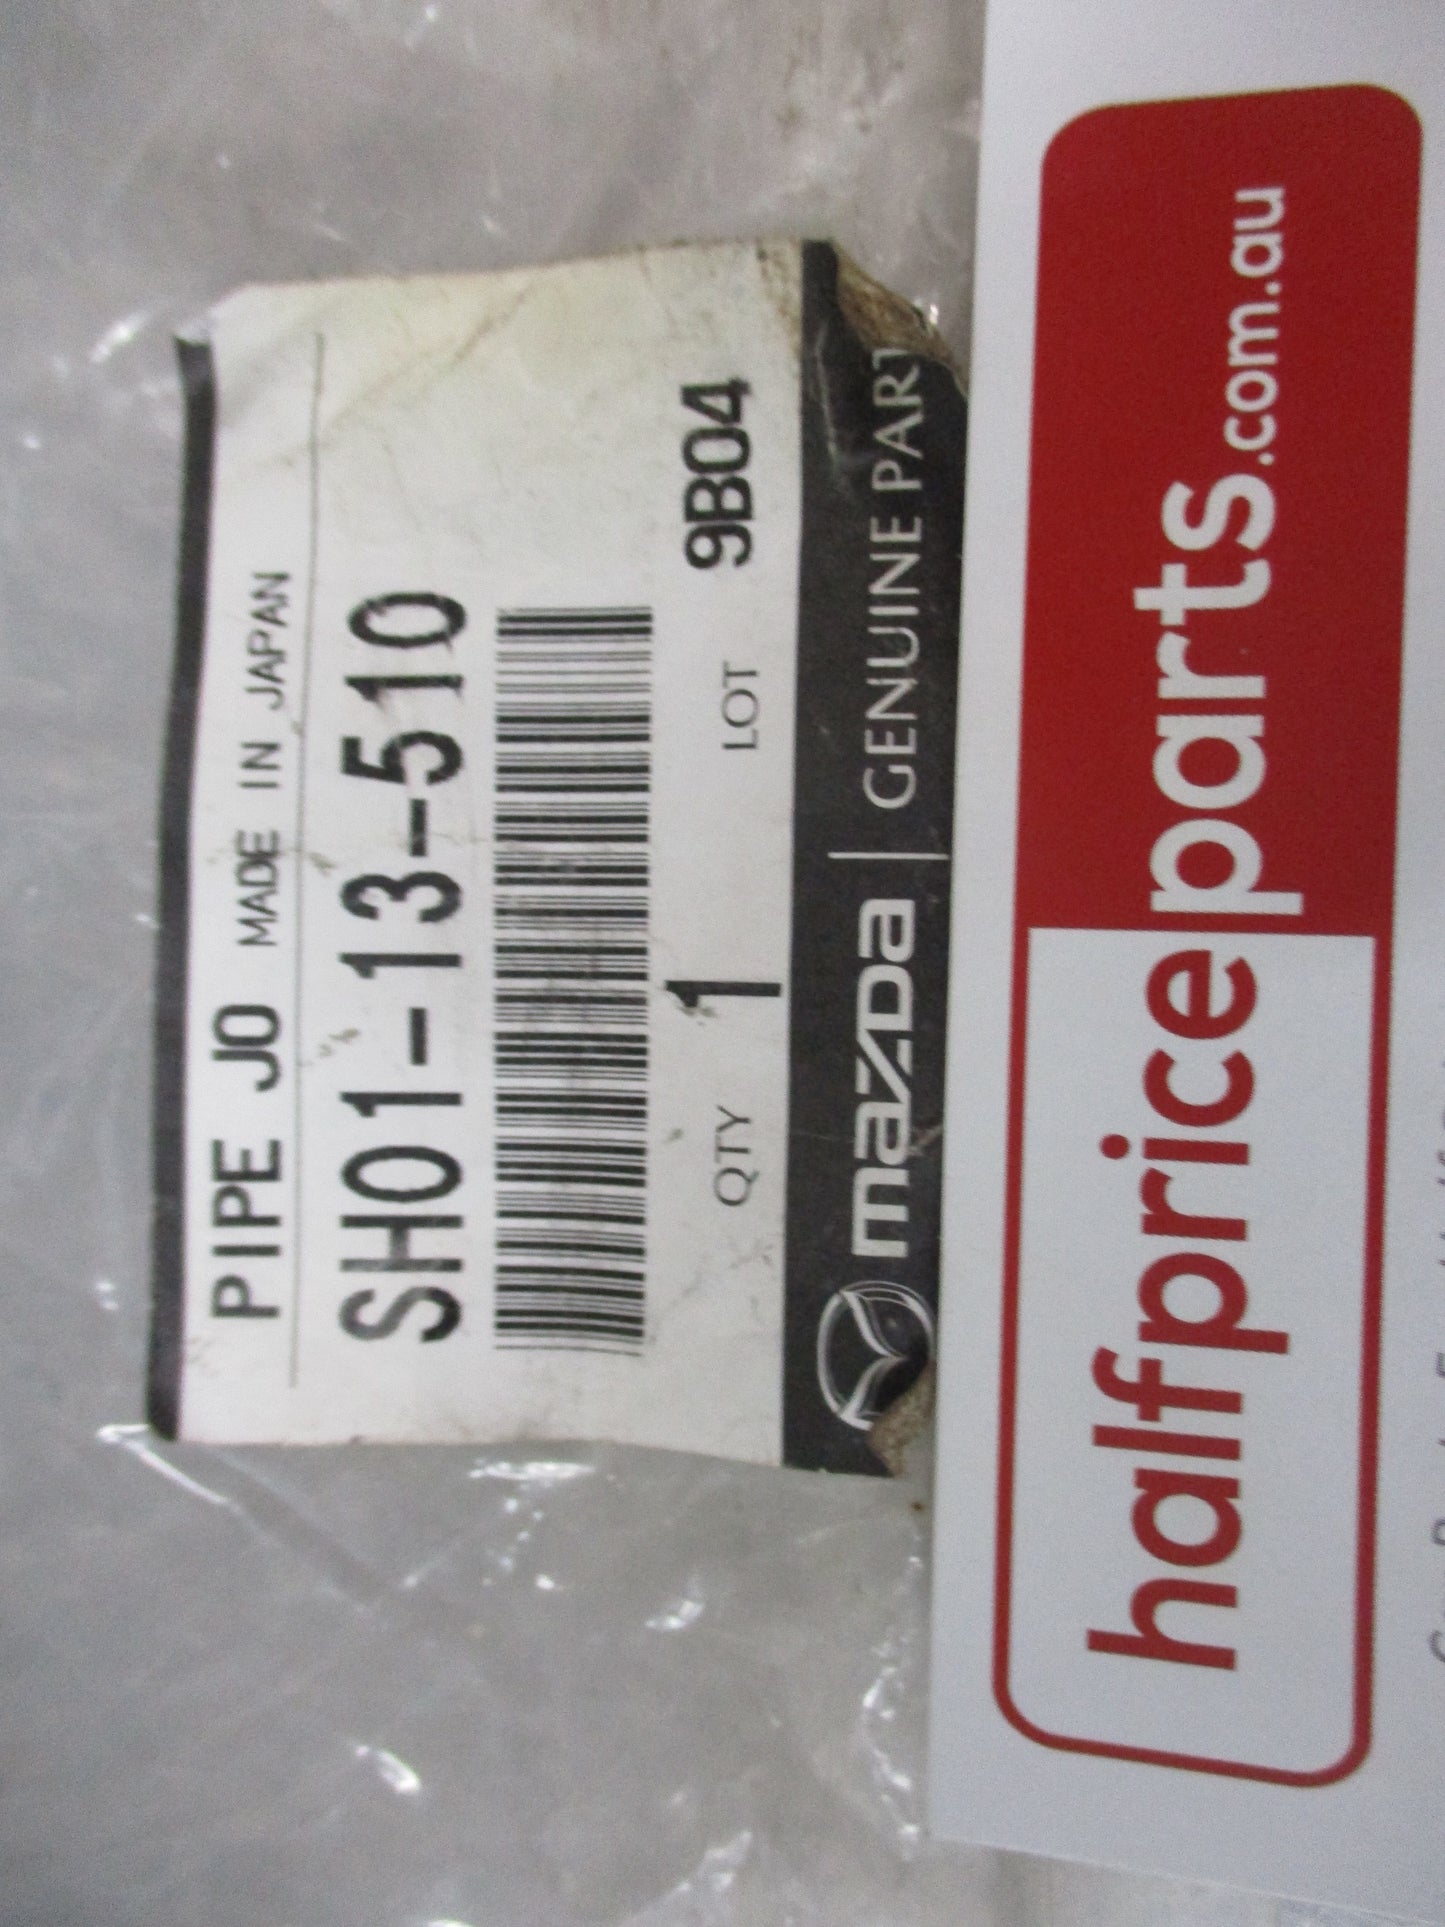 PIPE JO MADE IN JAPAN
SH01-13-510
QTY 1 LOT 9B04
mazda | GENUINE PART
halfpriceparts.com.au